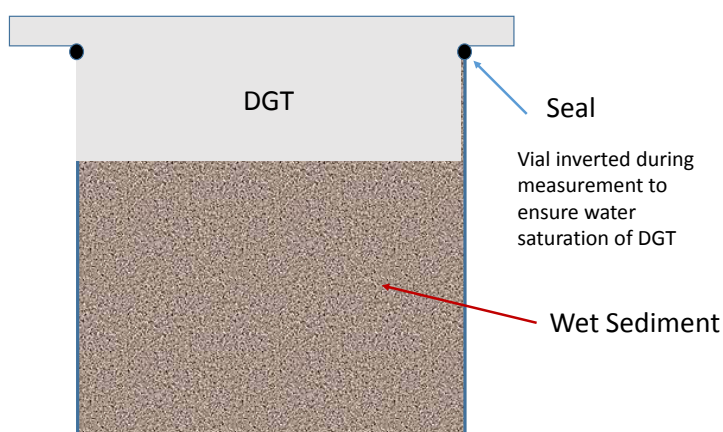 DGT
Seal
Vial inverted during
measurement to
ensure water
saturation of DGT
Wet Sediment